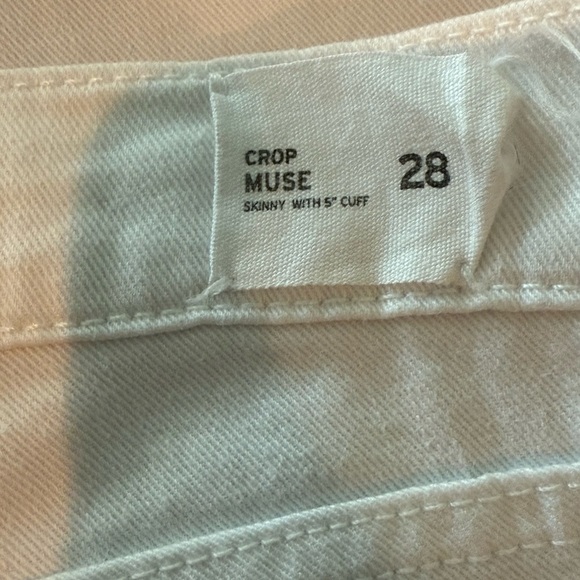 CROP
MUSE 28
SKINNY WITH 5" CUFF